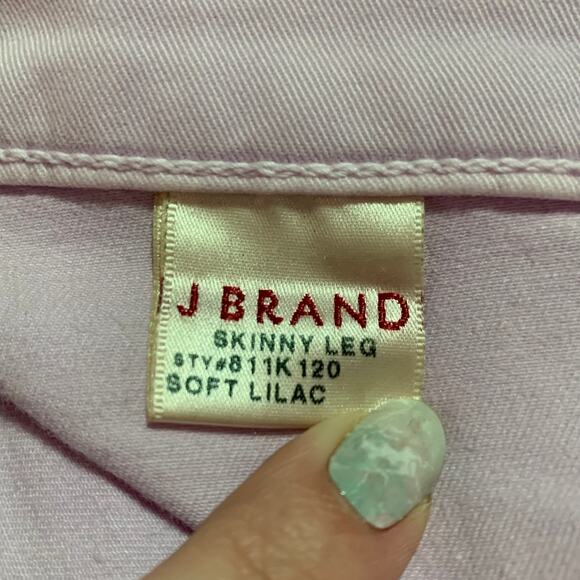 J BRAND
SKINNY LEG
STY#811K120
SOFT LILAC